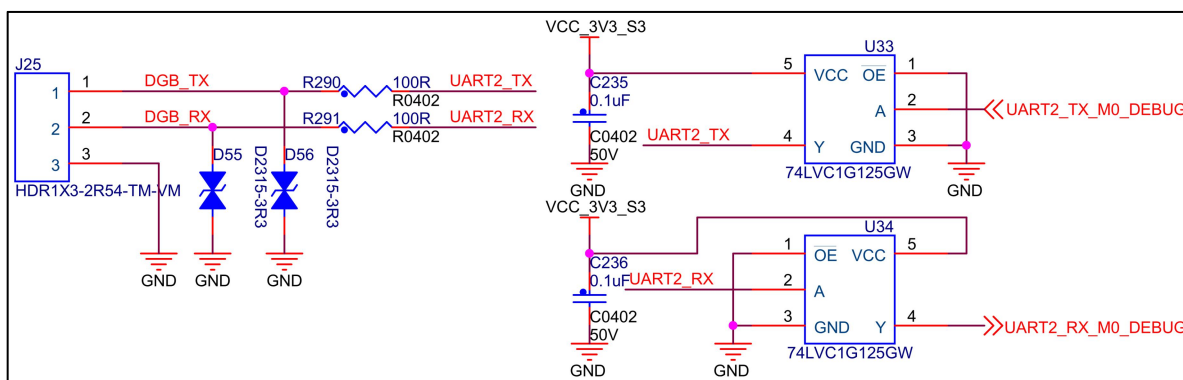 J25
1
1
DGB_TX
R290
100R
UART2_TX
R0402
2
2
DGB_RX
R291
100R
UART2_RX
R0402
3
3
D55
D56
D2315-3R3
D2315-3R3
HDR1X3-2R54-TM-VM
GND
GND
GND
VCC_3V3_S3
C235
0.1uF
C0402
50V
GND
UART2_TX
U33
5
VCC
OE
1
A
2
UART2_TX_M0_DEBUG
4
Y
GND
3
74LVC1G125GW
GND
VCC_3V3_S3
C236
0.1uF
UART2_RX
C0402
50V
GND
U34
1
OE
VCC
5
2
A
3
GND
Y
4
UART2_RX_M0_DEBUG
74LVC1G125GW
GND